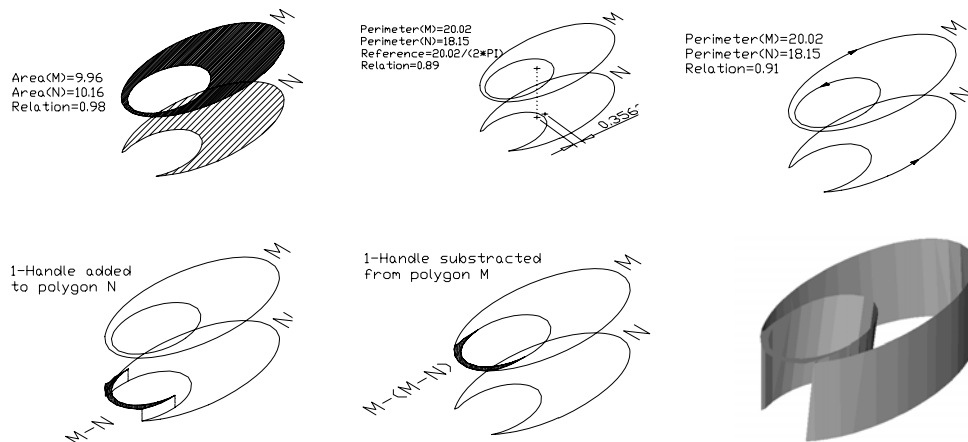 Area(M)=9.96
Area(N)=10.16
Relation=0.98
M
N
Perimeter(M)=20.02
Perimeter(N)=18.15
Reference=20.02/(2*PI)
Relation=0.89
M
N
0.356
Perimeter(M)=20.02
Perimeter(N)=18.15
Relation=0.91
M
N
1-Handle added
to polygon N
M
N
M-N
1-Handle substracted
from polygon M
M
N
M-(M-N)